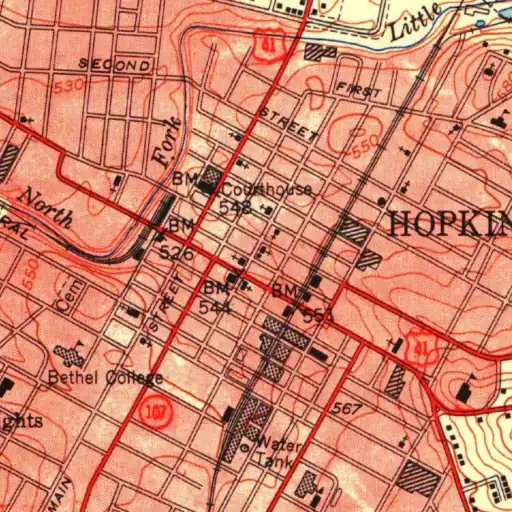 Little
41
SECOND
530
FIRST
STREET
550
Fork
BM
Courthouse
548
North
BM
526
HOPKIN
550
Cem
STREET
BM
544
BM
551
41
Bethel College
107
567
ghts
Water
Tank
MAIN